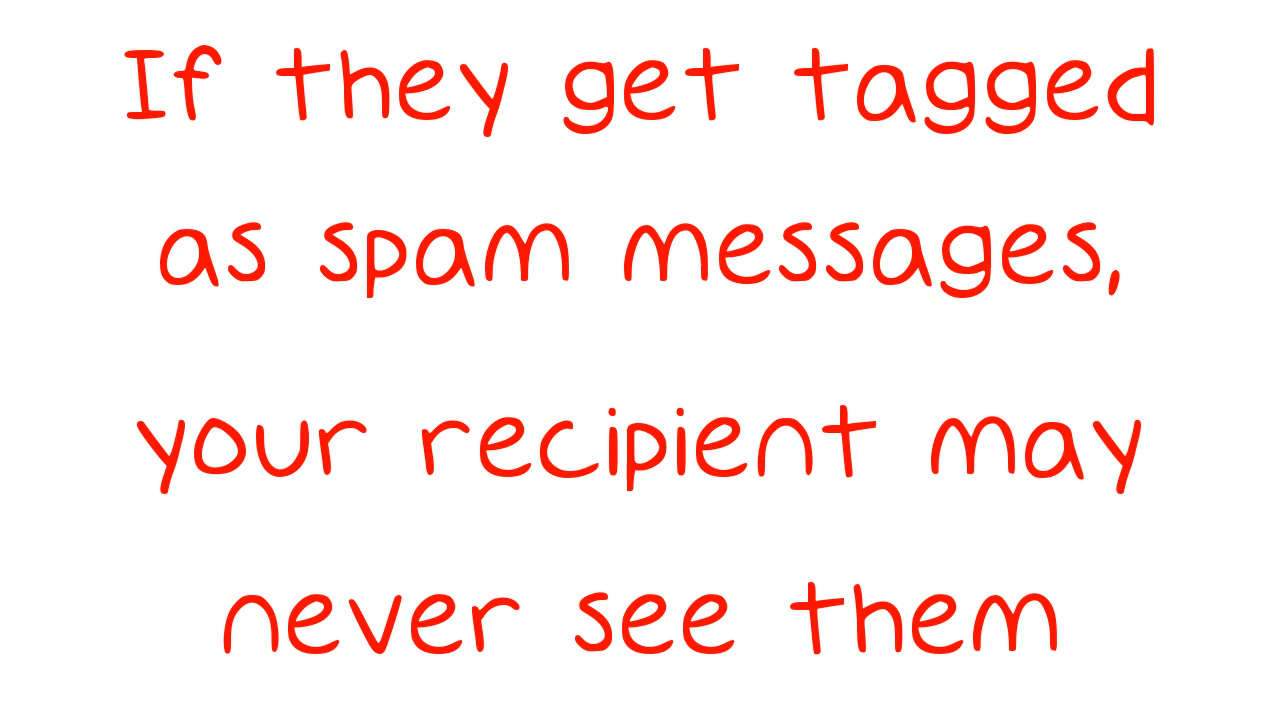 If they get tagged
as spam messages,
your recipient may
never see them